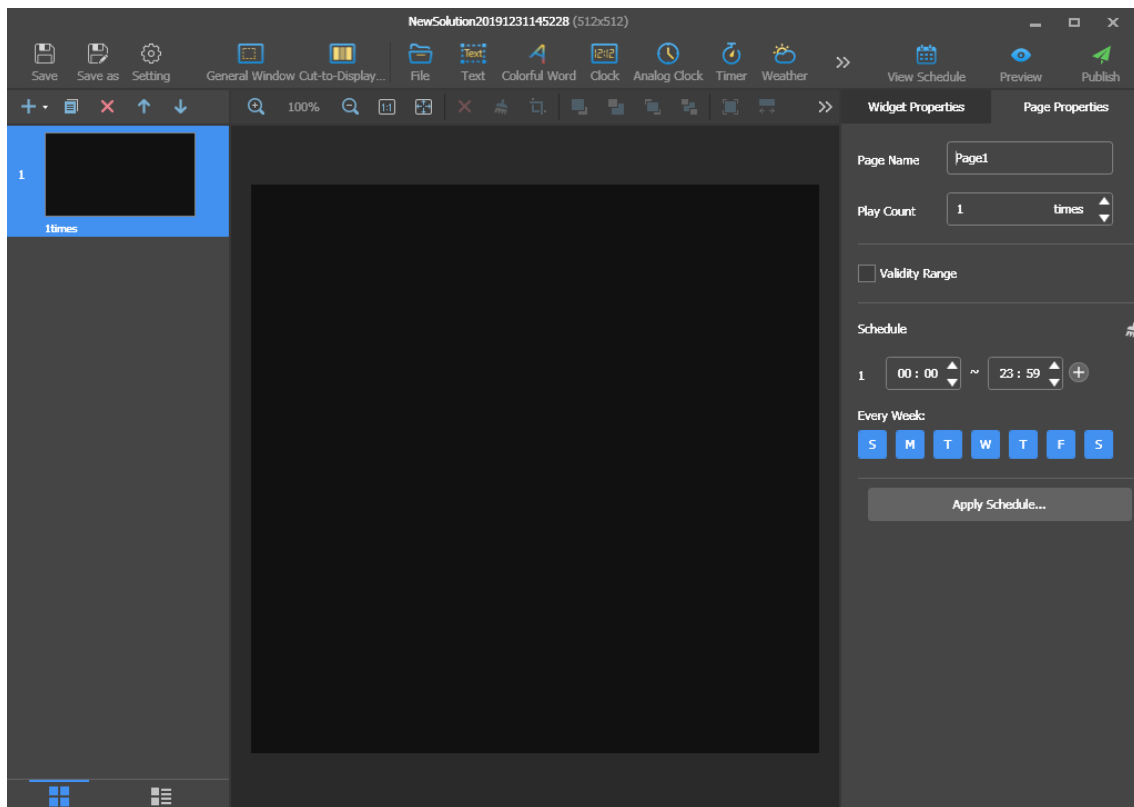 NewSolution20191231145228 (512x512)
Save Save as Setting General Window Cut-to-Display... File Text Colorful Word Clock Analog Clock Timer Weather View Schedule Preview Publish
100% 1:1
Widget Properties Page Properties
1
1times
Page Name Page1
Play Count 1 times
Validity Range
Schedule
1 00 : 00 ~ 23 : 59
Every Week:
S M T W T F S
Apply Schedule...